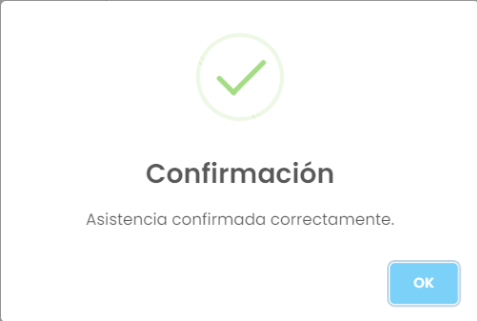 Confirmación
Asistencia confirmada correctamente.
OK